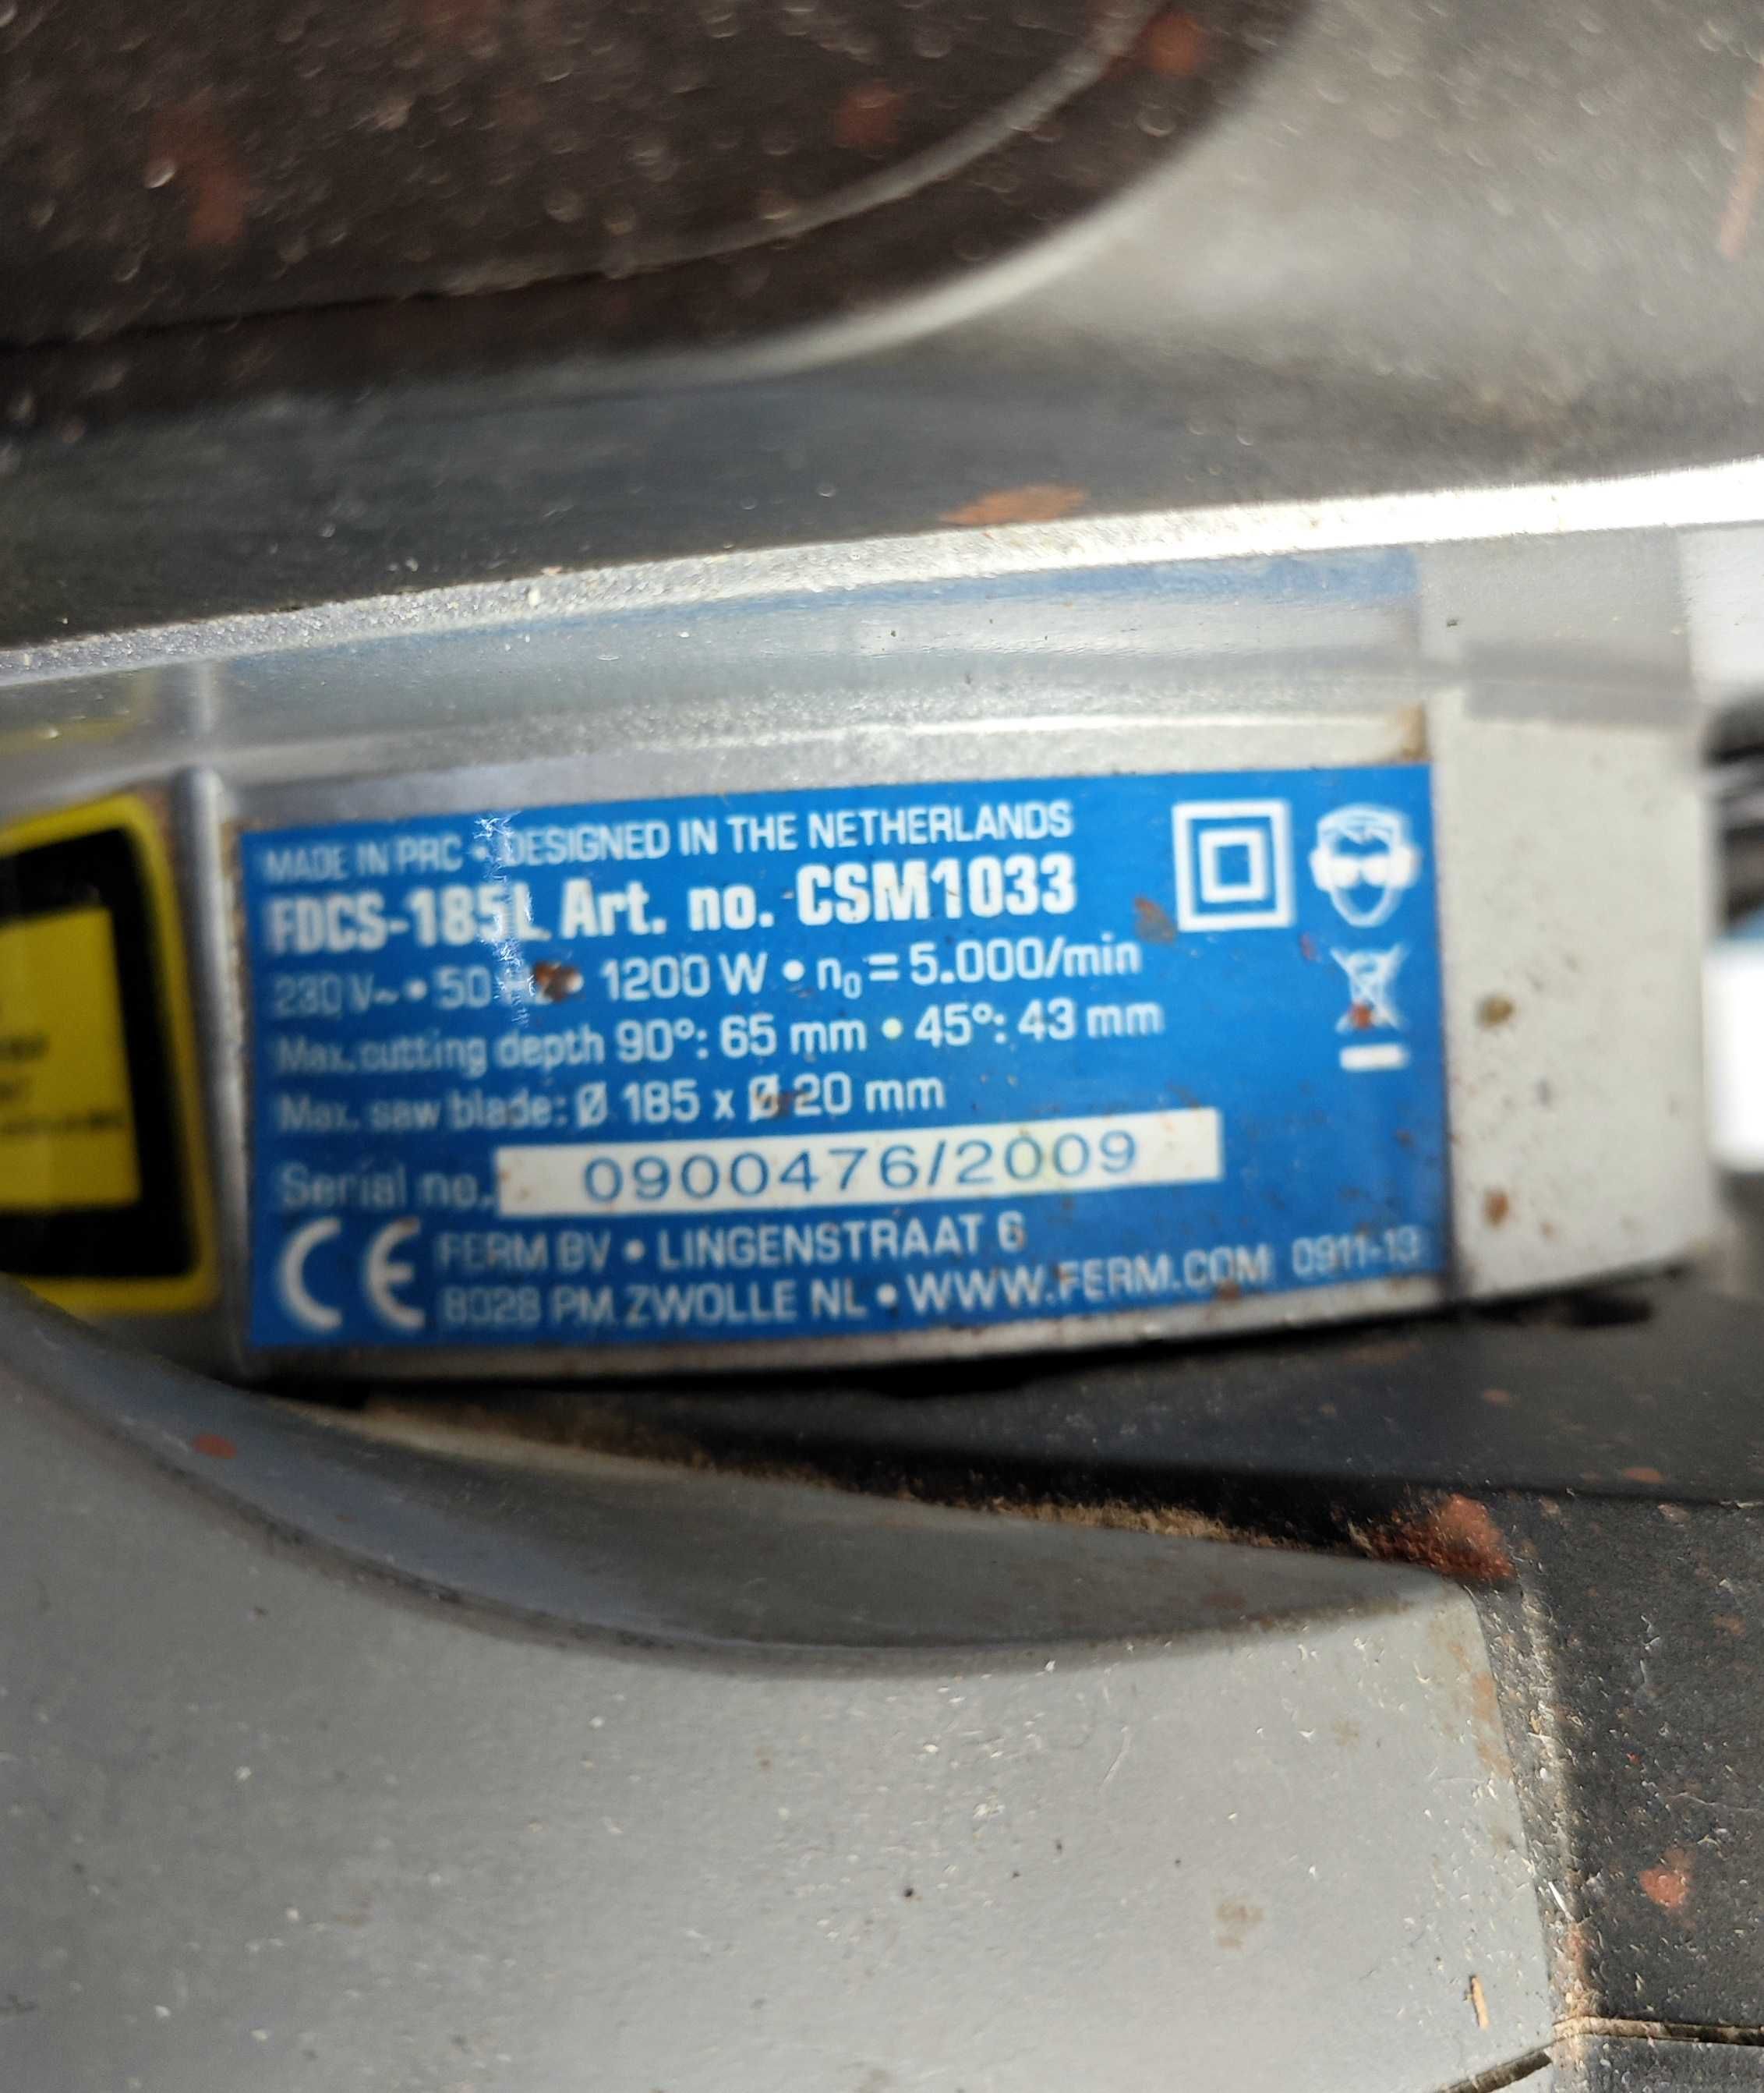 MADE IN PRC • DESIGNED IN THE NETHERLANDS
FDCS-185L Art. no. CSM1033
230 V~ • 50 Hz • 1200 W • n₀ = 5.000/min
Max. cutting depth 90°: 65 mm • 45°: 43 mm
Max. saw blade: Ø 185 x Ø 20 mm
Serial no. 0900476/2009
CE FERM BV • LINGENSTRAAT 6
8028 PM ZWOLLE NL • WWW.FERM.COM 0911-13